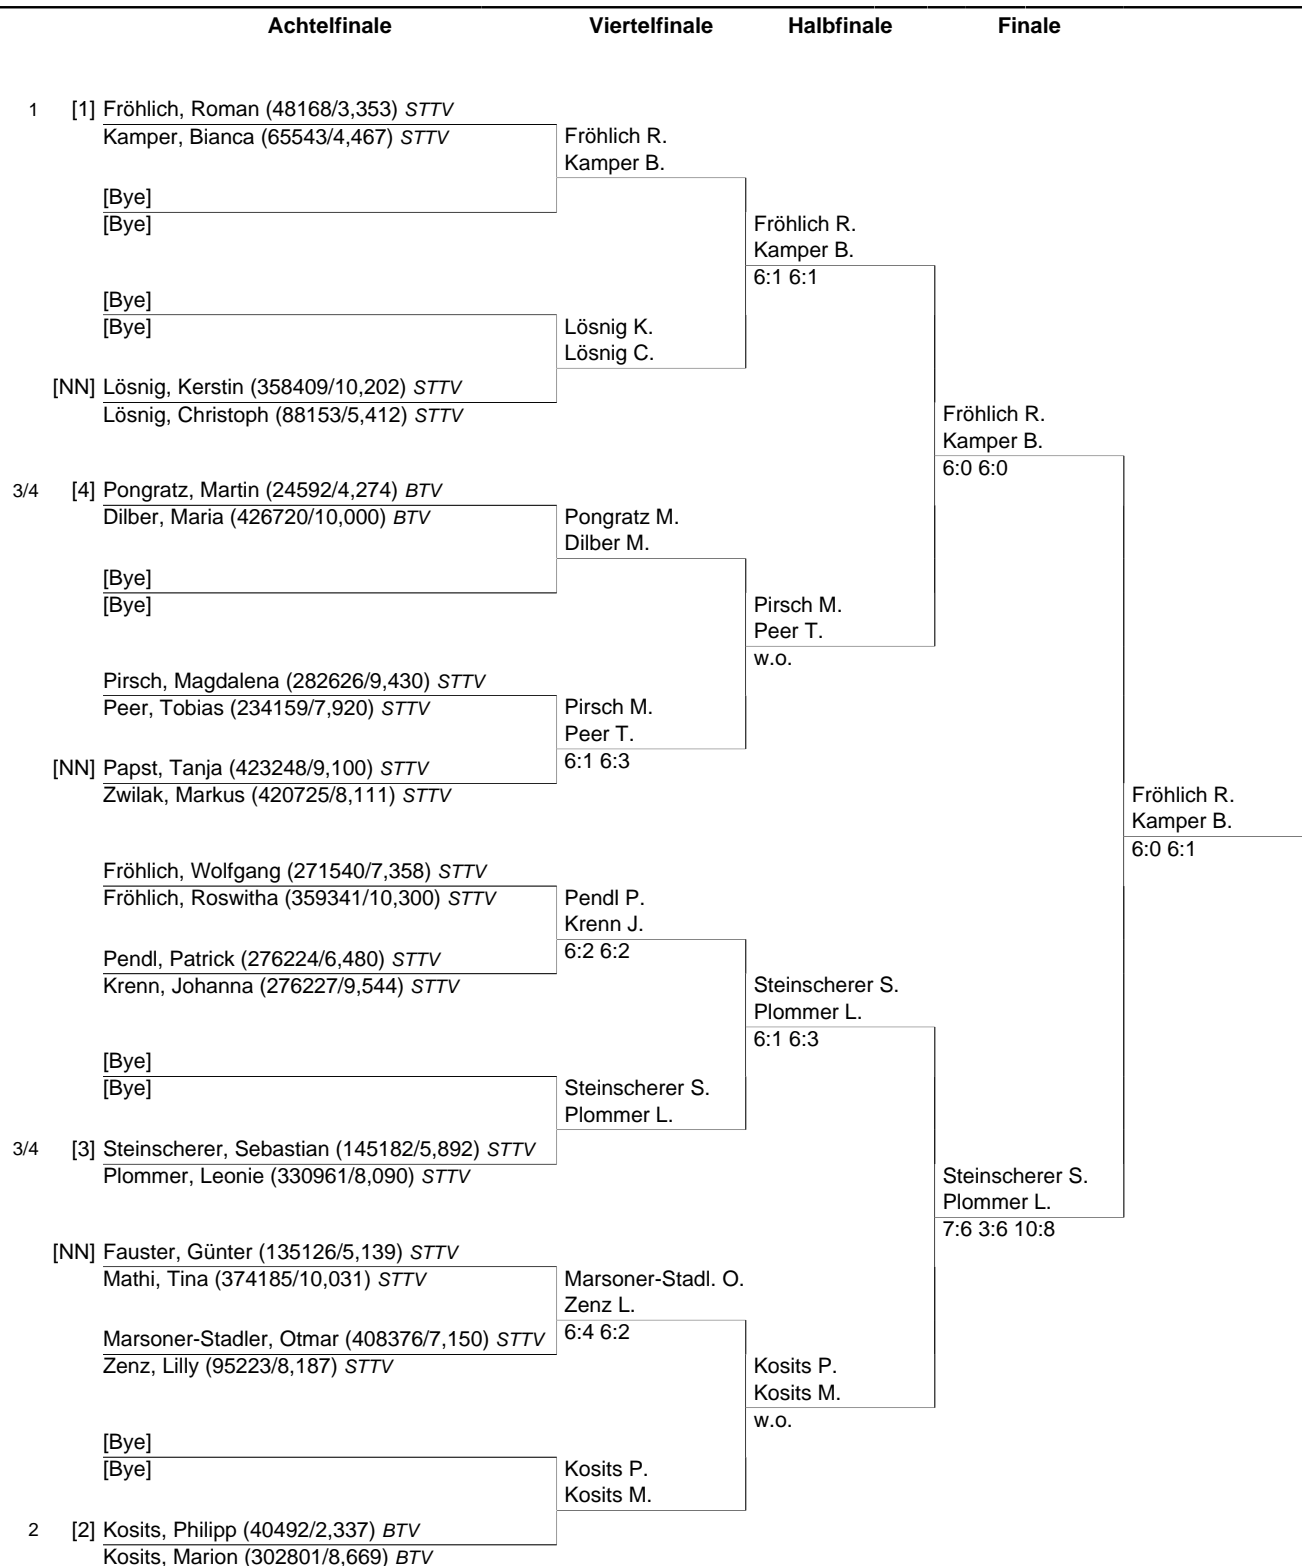 Achtelfinale Viertelfinale Halbfinale Finale
1 [1] Fröhlich, Roman (48168/3,353) STTV
Kamper, Bianca (65543/4,467) STTV Fröhlich R.
Kamper B.
[Bye]
[Bye] Fröhlich R.
Kamper B.
6:1 6:1
[Bye]
[Bye] Lösnig K.
Lösnig C.
[NN] Lösnig, Kerstin (358409/10,202) STTV
Lösnig, Christoph (88153/5,412) STTV Fröhlich R.
Kamper B.
6:0 6:0
3/4 [4] Pongratz, Martin (24592/4,274) BTV
Dilber, Maria (426720/10,000) BTV Pongratz M.
Dilber M.
[Bye]
[Bye] Pirsch M.
Peer T.
w.o.
Pirsch, Magdalena (282626/9,430) STTV
Peer, Tobias (234159/7,920) STTV Pirsch M.
Peer T.
6:1 6:3
[NN] Papst, Tanja (423248/9,100) STTV
Zwilak, Markus (420725/8,111) STTV Fröhlich R.
Kamper B.
6:0 6:1
Fröhlich, Wolfgang (271540/7,358) STTV
Fröhlich, Roswitha (359341/10,300) STTV Pendl P.
Krenn J.
6:2 6:2
Pendl, Patrick (276224/6,480) STTV
Krenn, Johanna (276227/9,544) STTV Steinscherer S.
Plommer L.
6:1 6:3
[Bye]
[Bye] Steinscherer S.
Plommer L.
3/4 [3] Steinscherer, Sebastian (145182/5,892) STTV
Plommer, Leonie (330961/8,090) STTV Steinscherer S.
Plommer L.
7:6 3:6 10:8
[NN] Fauster, Günter (135126/5,139) STTV
Mathi, Tina (374185/10,031) STTV Marsoner-Stadl. O.
Zenz L.
6:4 6:2
Marsoner-Stadler, Otmar (408376/7,150) STTV
Zenz, Lilly (95223/8,187) STTV Kosits P.
Kosits M.
w.o.
[Bye]
[Bye] Kosits P.
Kosits M.
2 [2] Kosits, Philipp (40492/2,337) BTV
Kosits, Marion (302801/8,669) BTV